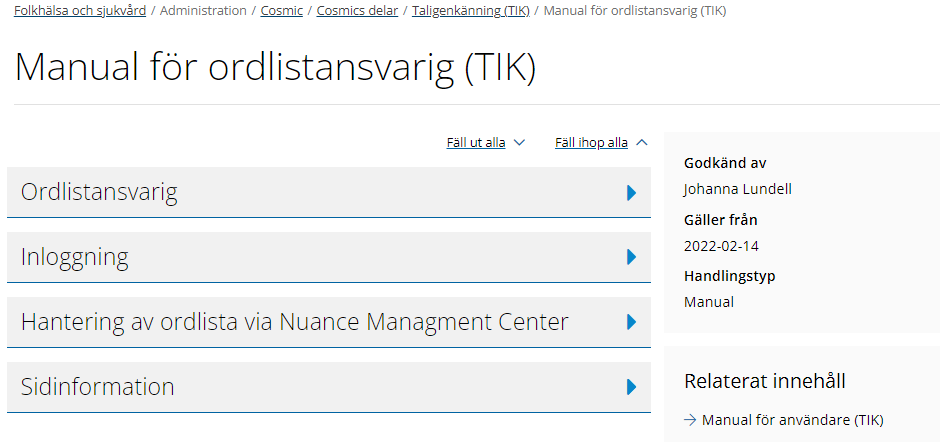 Folkhälsa och sjukvård / Administration / Cosmic / Cosmics delar / Taligenkänning (TIK) / Manual för ordlistansvarig (TIK)
Manual för ordlistansvarig (TIK)
Fäll ut alla
Fäll ihop alla
Ordlistansvarig
Inloggning
Hantering av ordlista via Nuance Managment Center
Sidinformation
Godkänd av
Johanna Lundell
Gäller från
2022-02-14
Handlingstyp
Manual
Relaterat innehåll
Manual för användare (TIK)